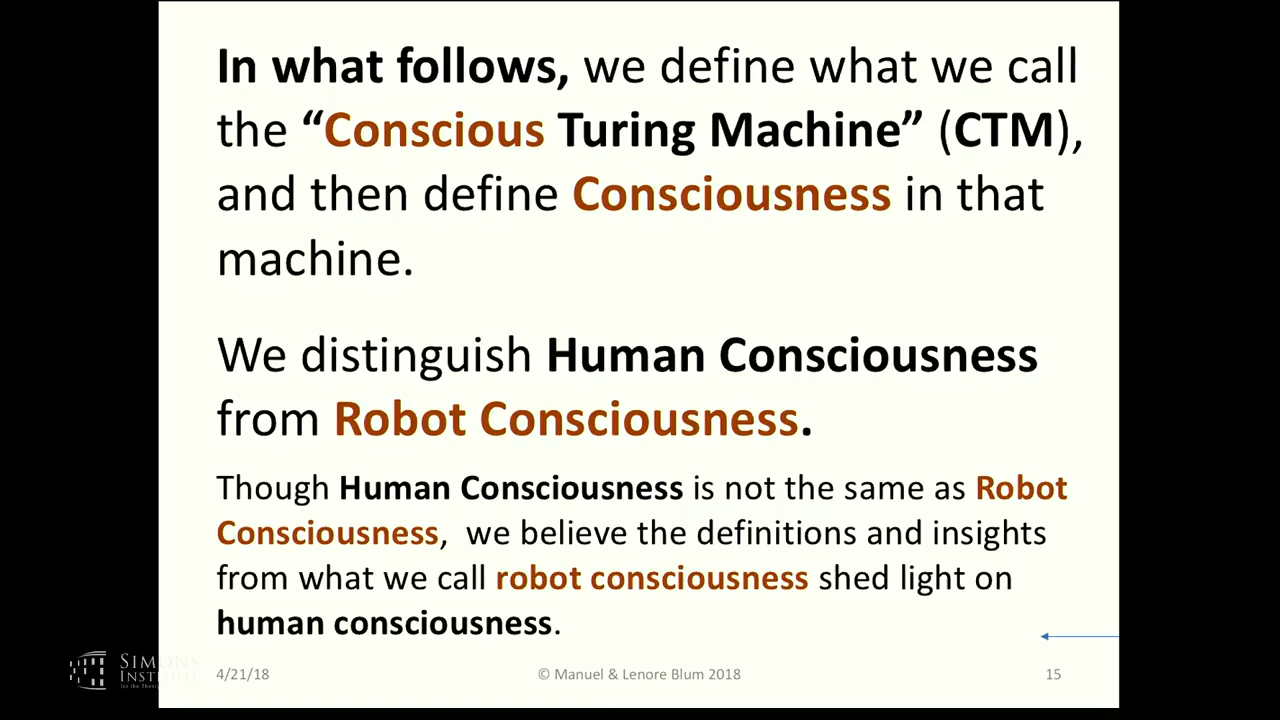 In what follows, we define what we call
the “Conscious Turing Machine” (CTM),
and then define Consciousness in that
machine.
We distinguish Human Consciousness
from Robot Consciousness.
Though Human Consciousness is not the same as Robot
Consciousness, we believe the definitions and insights
from what we call robot consciousness shed light on
human consciousness.
SIMONS
INSTITUTE
4/21/18
© Manuel & Lenore Blum 2018
15